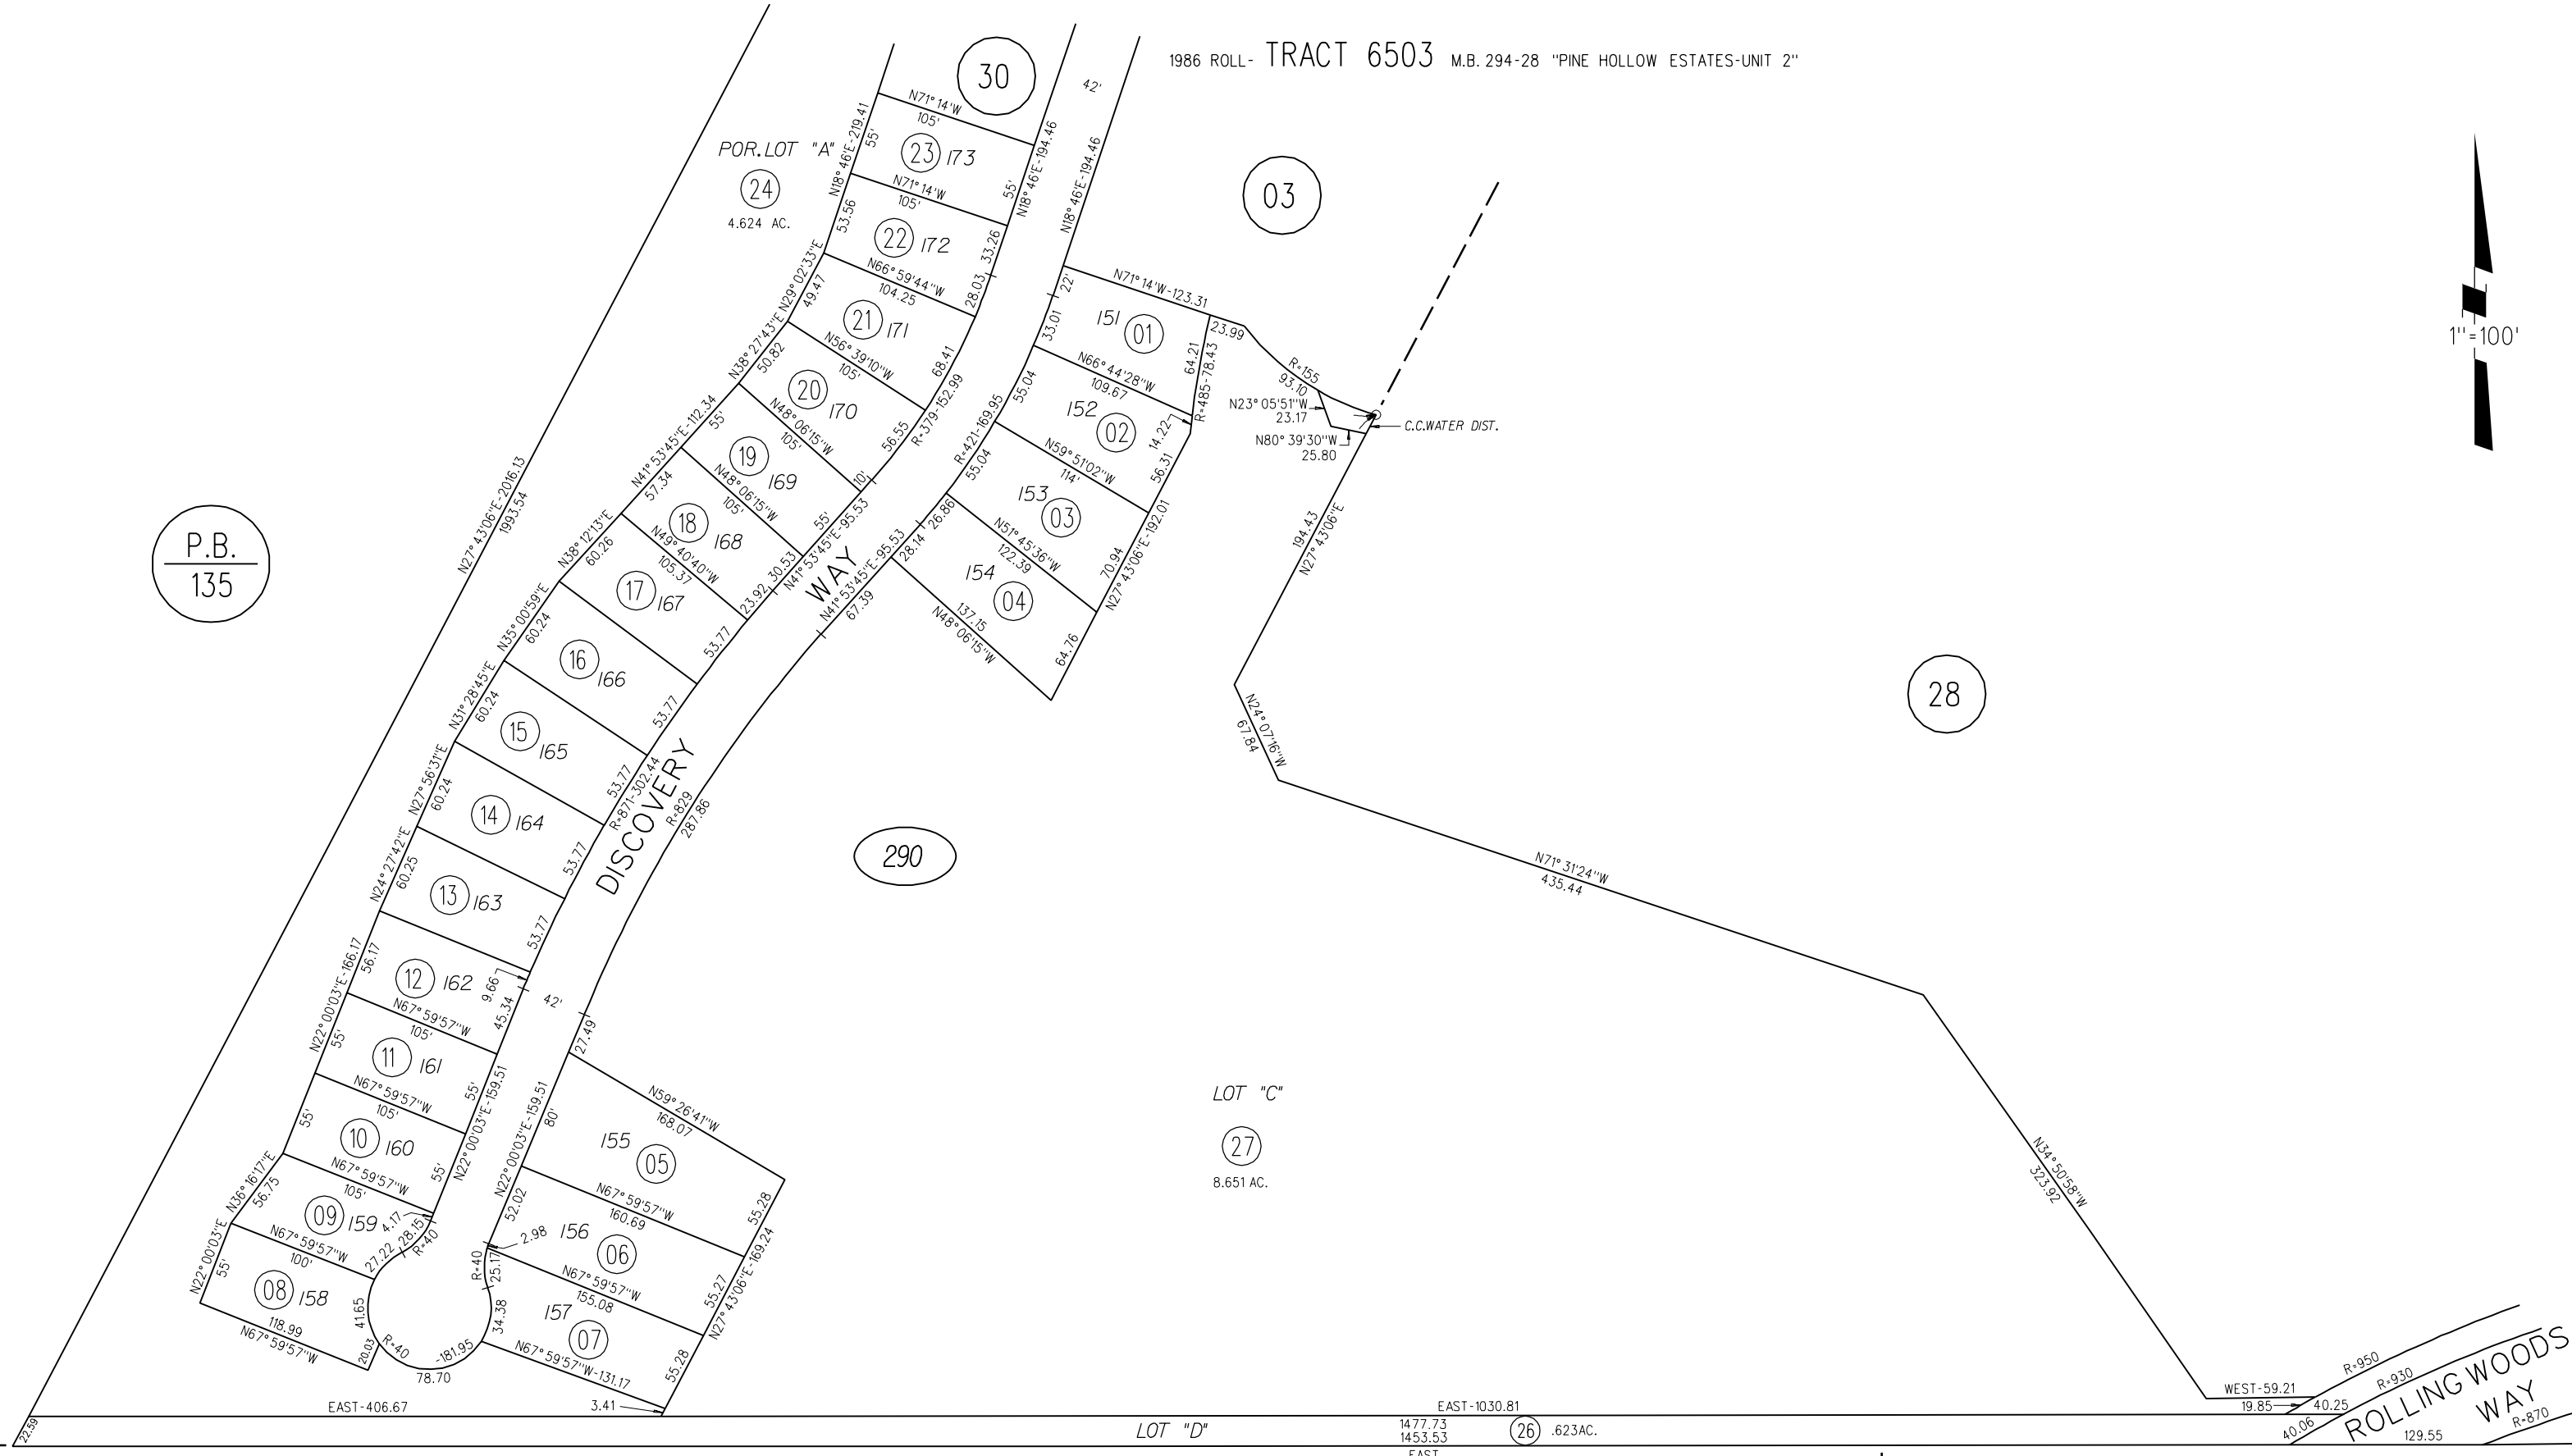 1986 ROLL- TRACT 6503 M.B. 294-28 "PINE HOLLOW ESTATES-UNIT 2"
30
42'
03
1"=100'
POR.LOT "A"
24
4.624 AC.
N71°14'W
105'
N18°46'E-219.41
55'
23 173
55'
N18°46'E-194.46
N18°46'E-194.46
N71°14'W
105'
53.56
22 172
33.26
28.03
N66°59'44"W
104.25
N29°02'33"E
49.47
21 171
68.41
N56°39'10"W
105'
N38°27'43"E
50.82
20 170
56.55
R=379-152.99
10'
N48°06'15"W
105'
N41°53'45"E-112.34
55'
19 169
55'
N41°53'45"E-95.53
N48°06'15"W
105'
57.34
18 168
23.92
30.53
N49°40'40"W
105.37
N38°12'13"E
60.26
17 167
53.77
N35°00'59"E
60.24
16 166
53.77
N31°28'45"E
60.24
15 165
53.77
R=871-302.44
N27°56'31"E
60.24
14 164
53.77
N24°27'42"E
60.25
13 163
53.77
N22°00'03"E-166.17
56.17
12 162
9.66
45.34
42'
N67°59'57"W
105'
55'
11 161
55'
N22°00'03"E-159.51
N67°59'57"W
105'
55'
10 160
55'
N67°59'57"W
105'
N36°16'17"E
56.75
09 159
4.17
28.15
R=40
27.22
N67°59'57"W
100'
N22°00'03"E
55'
08 158
41.65
118.99
N67°59'57"W
20.03
R=40
-181.95
78.70
22'
33.01
N71°14'W-123.31
151 01
64.21
23.99
R=485-78.43
N66°44'28"W
109.67
55.04
R=421-169.95
152 02
14.22
56.31
N59°51'02"W
114'
55.04
153 03
70.94
N27°43'06"E-192.01
N51°45'36"W
122.39
26.86
28.14
154 04
64.76
137.15
N48°06'15"W
N41°53'45"E-95.53
67.39
R=155
93.10
N23°05'51"W
23.17
N80°39'30"W
25.80
C.C.WATER DIST.
194.43
N27°43'06"E
N24°07'16"W
67.84
28
N71°31'24"W
435.44
N34°50'58"W
323.92
P.B.
135
N27°43'06"E-2016.13
1993.54
DISCOVERY WAY
R=829
287.86
290
27.49
N59°26'41"W
168.07
N22°00'03"E-159.51
80'
155 05
55.28
N67°59'57"W
160.69
52.02
156 06
55.27
N27°43'06"E-169.24
2.98
R=40
25.17
N67°59'57"W
155.08
34.38
157 07
55.28
N67°59'57"W-131.17
3.41
LOT "C"
27
8.651 AC.
WEST-59.21
19.85
40.25
R=950
R=930
ROLLING WOODS
WAY
R=870
40.06
129.55
EAST-406.67
EAST-1030.81
22.59
LOT "D"
1477.73
1453.53
26 .623AC.
EAST